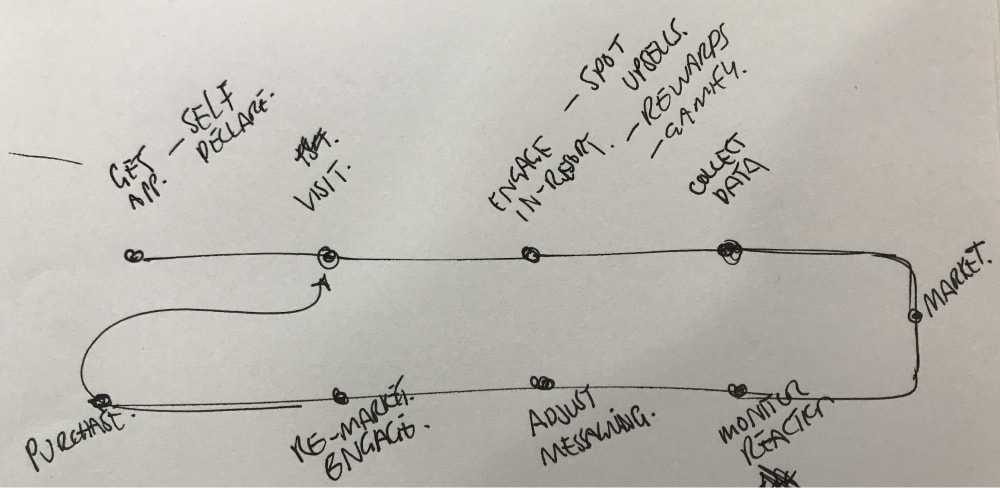 GET
APP.
- SELF
DECLARE.
VISIT.
ENGAGE
IN-RESORT.
- SPOT
UPSELLS.
- REWARDS
- GAMIFY.
COLLECT
DATA
MARKET.
MONITER
REACTION
ADJUST
MESSAGING.
RE-MARKET.
ENGAGE.
PURCHASE.